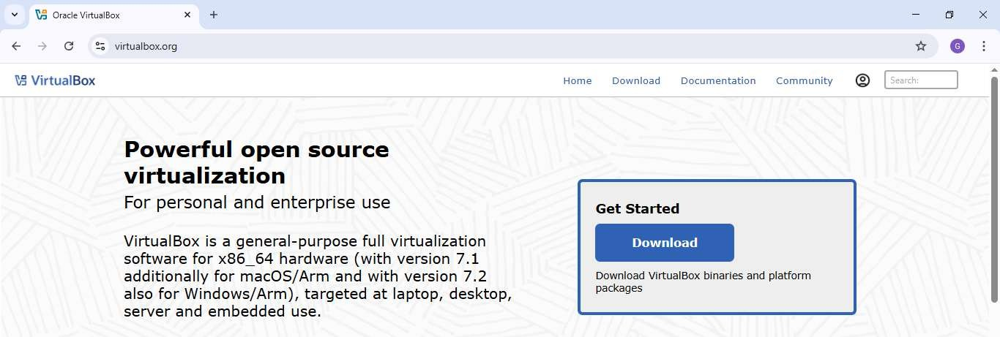 Oracle VirtualBox
virtualbox.org
G
VirtualBox
Home Download Documentation Community Search:
Powerful open source
virtualization
For personal and enterprise use
VirtualBox is a general-purpose full virtualization
software for x86_64 hardware (with version 7.1
additionally for macOS/Arm and with version 7.2
also for Windows/Arm), targeted at laptop, desktop,
server and embedded use.
Get Started
Download
Download VirtualBox binaries and platform
packages